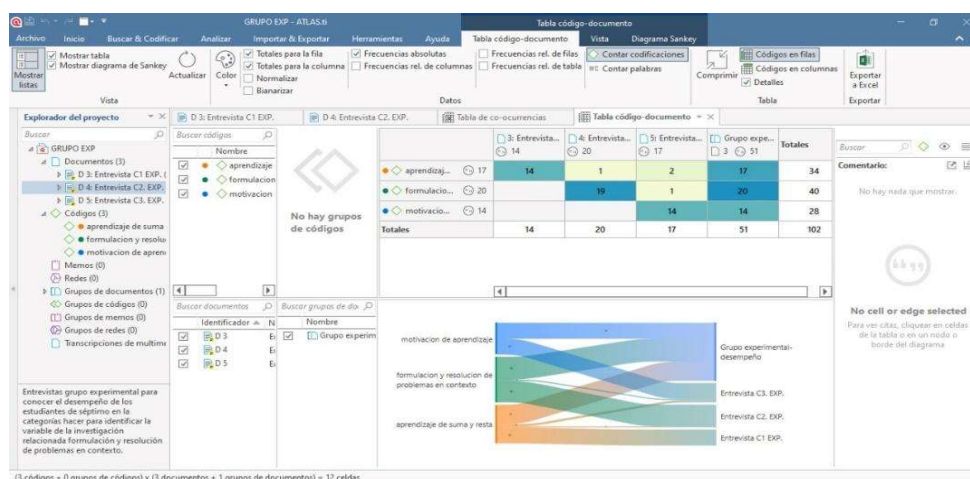 GRUPO EXP - ATLAS.ti
Tabla código-documento
Archivo Inicio Buscar & Codificar Analizar Importar & Exportar Herramientas Ayuda Tabla código-documento Vista Diagrama Sankey
Mostrar listas
Mostrar tabla
Mostrar diagrama de Sankey
Vista
Actualizar
Color
Totales para la fila
Totales para la columna
Normalizar
Bianarizar
Frecuencias absolutas
Frecuencias rel. de columnas
Frecuencias rel. de filas
Frecuencias rel. de tabla
Datos
Contar codificaciones
Contar palabras
Comprimir
Códigos en filas
Códigos en columnas
Detalles
Tabla
Exportar a Excel
Exportar
Explorador del proyecto
D 3: Entrevista C1 EXP.
D 4: Entrevista C2. EXP.
Tabla de co-ocurrencias
Tabla código-documento
Buscar
GRUPO EXP
Documentos (3)
D 3: Entrevista C1 EXP. (
D 4: Entrevista C2. EXP.
D 5: Entrevista C3. EXP.
Códigos (3)
aprendizaje de suma
formulacion y resolu
motivacion de apren
Memos (0)
Redes (0)
Grupos de documentos (1)
Grupos de códigos (0)
Grupos de memos (0)
Grupos de redes (0)
Transcripciones de multime
Entrevistas grupo experimental para
conocer el desempeño de los
estudiantes de séptimo en la
categorías hacer para identificar la
variable de la investigación
relacionada formulación y resolución
de problemas en contexto.
Buscar códigos
Nombre
aprendizaje
formulacion
motivacion
No hay grupos
de códigos
Buscar documentos
Identificador N
D 3 E
D 4 E
D 5 E
Buscar grupos de do
Nombre
Grupo experim
3: Entrevista... 4: Entrevista... 5: Entrevista... Grupo expe... Totales
14 20 17 3 51
aprendizaj... 17 14 1 2 17 34
formulacio... 20 19 1 20 40
motivacio... 14 14 14 28
Totales 14 20 17 51 102
motivacion de aprendizaje
formulacion y resolucion de
problemas en contexto
aprendizaje de suma y resta
Grupo experimental-
desempeño
Entrevista C3. EXP.
Entrevista C2. EXP.
Entrevista C1 EXP.
Buscar
Comentario:
No hay nada que mostrar.
No cell or edge selected
Para ver citas, cliquear en celdas
de la tabla o en un nodo o
borde del diagrama
(3 códigos + 0 grupos de códigos) x (3 documentos + 1 grupos de documentos) = 12 celdas